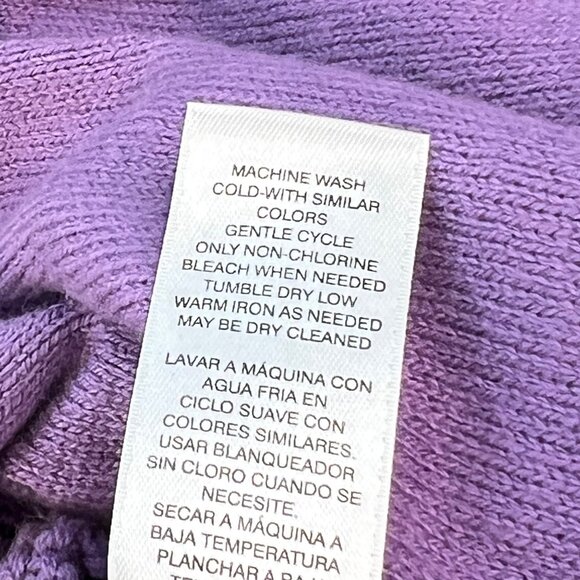 MACHINE WASH
COLD-WITH SIMILAR
COLORS
GENTLE CYCLE
ONLY NON-CHLORINE
BLEACH WHEN NEEDED
TUMBLE DRY LOW
WARM IRON AS NEEDED
MAY BE DRY CLEANED
LAVAR A MÁQUINA CON
AGUA FRIA EN
CICLO SUAVE CON
COLORES SIMILARES.
USAR BLANQUEADOR
SIN CLORO CUANDO SE
NECESITE.
SECAR A MÁQUINA A
BAJA TEMPERATURA
PLANCHAR A